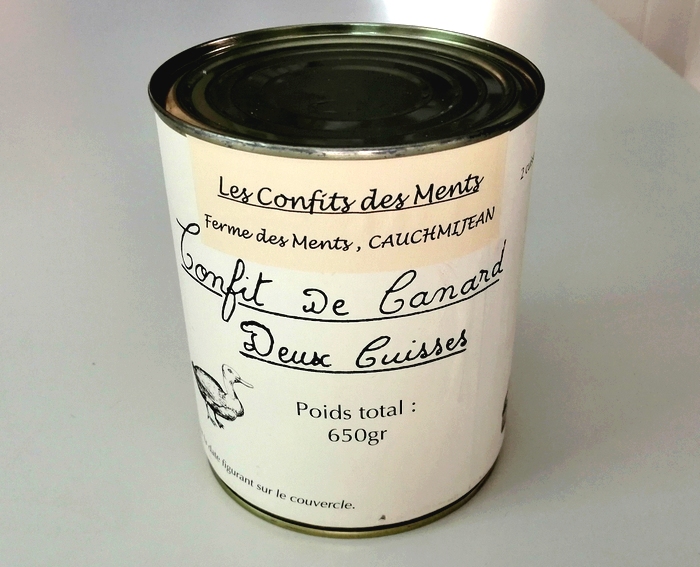 Les Confits des Ments
Ferme des Ments, CAUCHMIJEAN
Confit De Canard
Deux Cuisses
Poids total :
650gr
date figurant sur le couvercle.